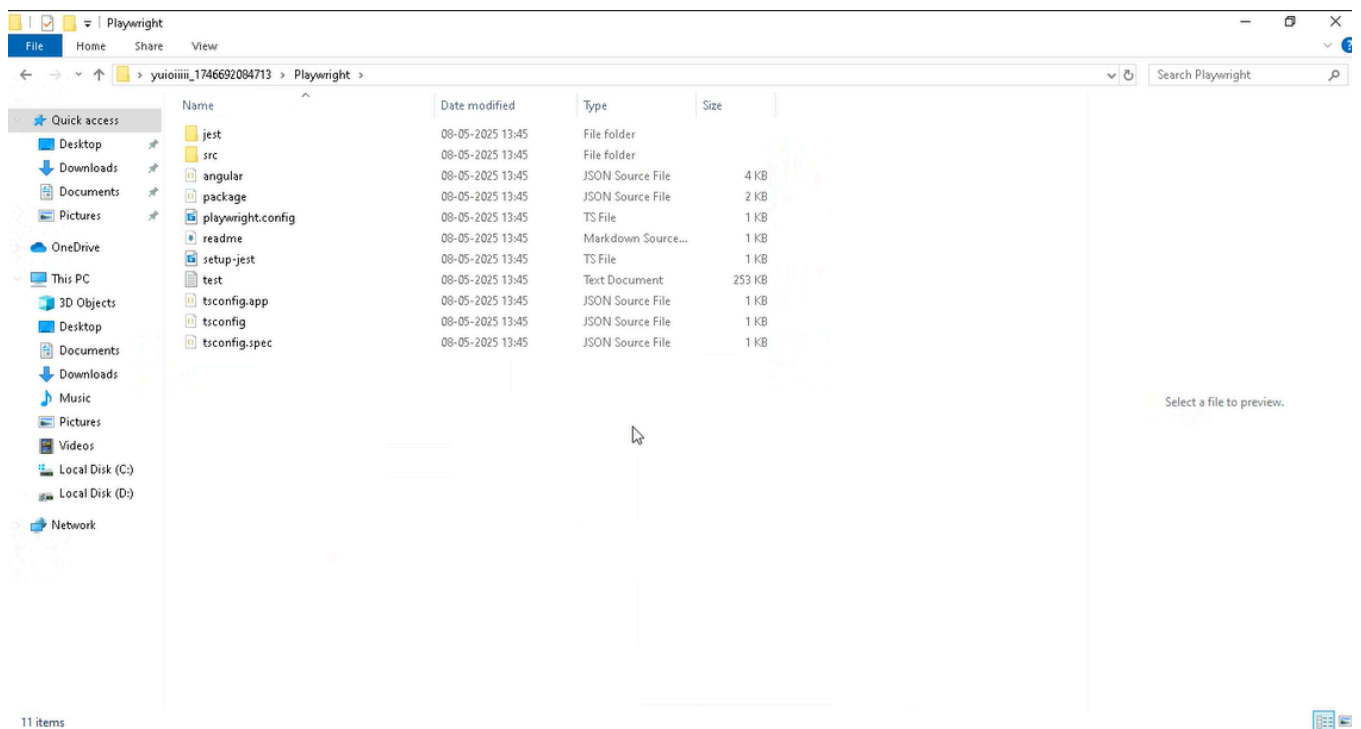 Playwright
File Home Share View
yuioiiiii_1746692084713 > Playwright >
Search Playwright
Name Date modified Type Size
Quick access
Desktop
Downloads
Documents
Pictures
OneDrive
This PC
3D Objects
Desktop
Documents
Downloads
Music
Pictures
Videos
Local Disk (C:)
Local Disk (D:)
Network
jest 08-05-2025 13:45 File folder
src 08-05-2025 13:45 File folder
angular 08-05-2025 13:45 JSON Source File 4 KB
package 08-05-2025 13:45 JSON Source File 2 KB
playwright.config 08-05-2025 13:45 TS File 1 KB
readme 08-05-2025 13:45 Markdown Source... 1 KB
setup-jest 08-05-2025 13:45 TS File 1 KB
test 08-05-2025 13:45 Text Document 253 KB
tsconfig.app 08-05-2025 13:45 JSON Source File 1 KB
tsconfig 08-05-2025 13:45 JSON Source File 1 KB
tsconfig.spec 08-05-2025 13:45 JSON Source File 1 KB
Select a file to preview.
11 items